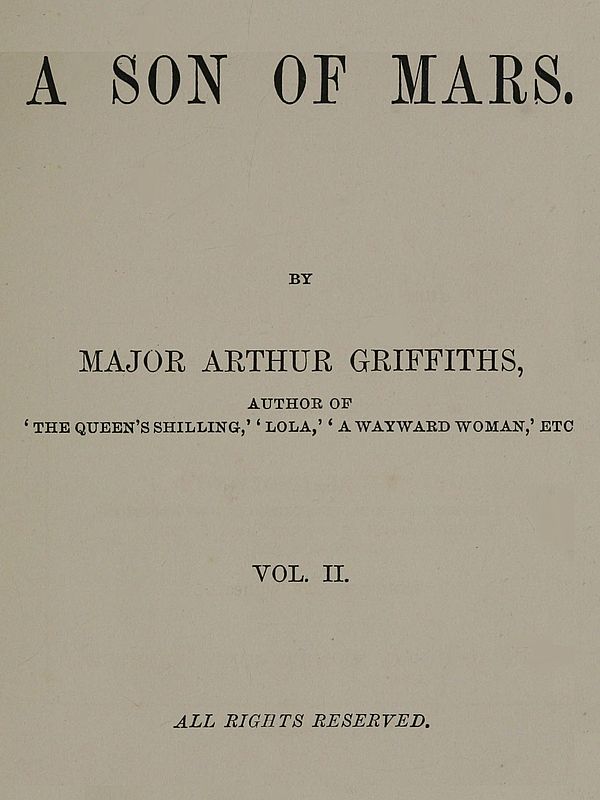 A SON OF MARS.
BY
MAJOR ARTHUR GRIFFITHS,
AUTHOR OF
‘THE QUEEN'S SHILLING,’ ‘LOLA,’ ‘A WAYWARD WOMAN,’ ETC
VOL. II.
ALL RIGHTS RESERVED.